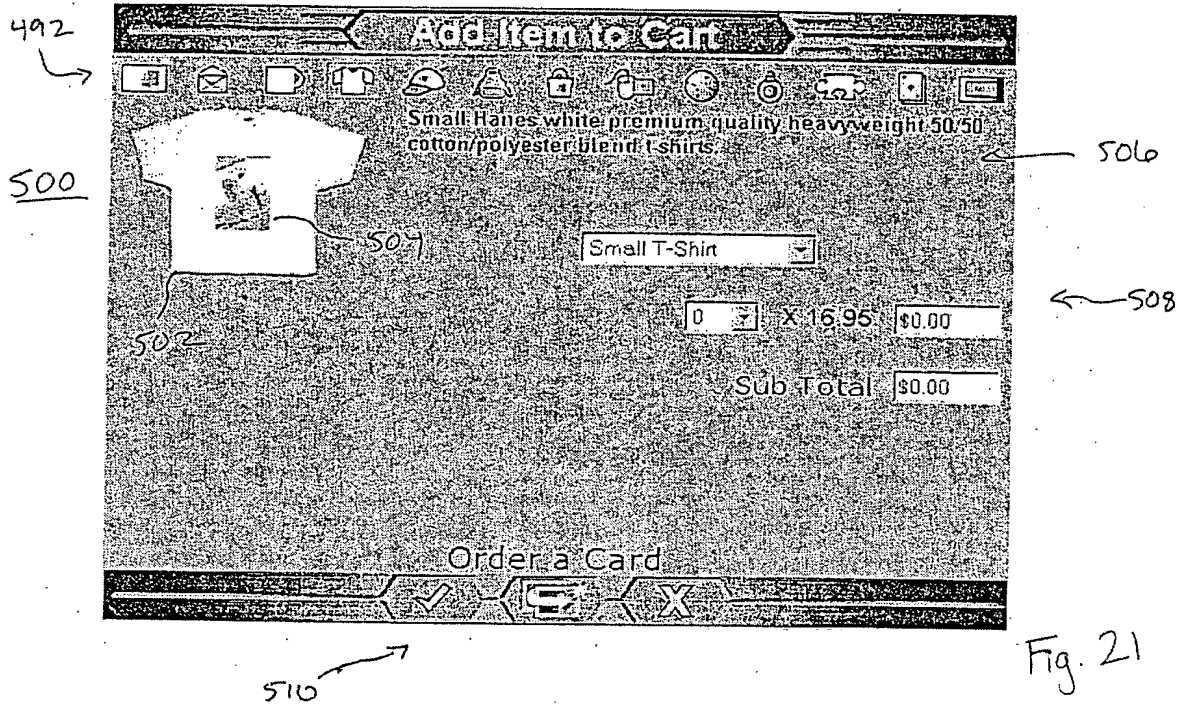 492
Add Item to Cart
Small Hanes white premium quality heavyweight 50/50
cotton/polyester blend t shirts.
506
500
504
Small T-Shirt
508
502
0 X 16.95 $0.00
Sub Total $0.00
Order a Card
510
Fig. 21